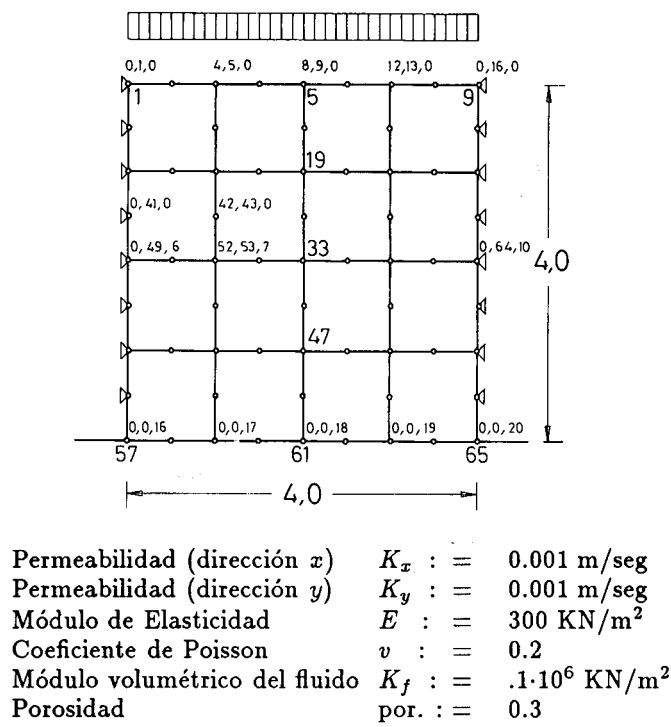 0,1,0 4,5,0 8,9,0 12,13,0 0,16,0
1 5 9
19
0,41,0 42,43,0
0,49,6 52,53,7 33 0,64,10
4,0
47
0,0,16 0,0,17 0,0,18 0,0,19 0,0,20
57 61 65
4,0
Permeabilidad (dirección x) Kx : = 0.001 m/seg
Permeabilidad (dirección y) Ky : = 0.001 m/seg
Módulo de Elasticidad E : = 300 KN/m²
Coeficiente de Poisson v : = 0.2
Módulo volumétrico del fluido Kf : = .1·10⁶ KN/m²
Porosidad por. : = 0.3